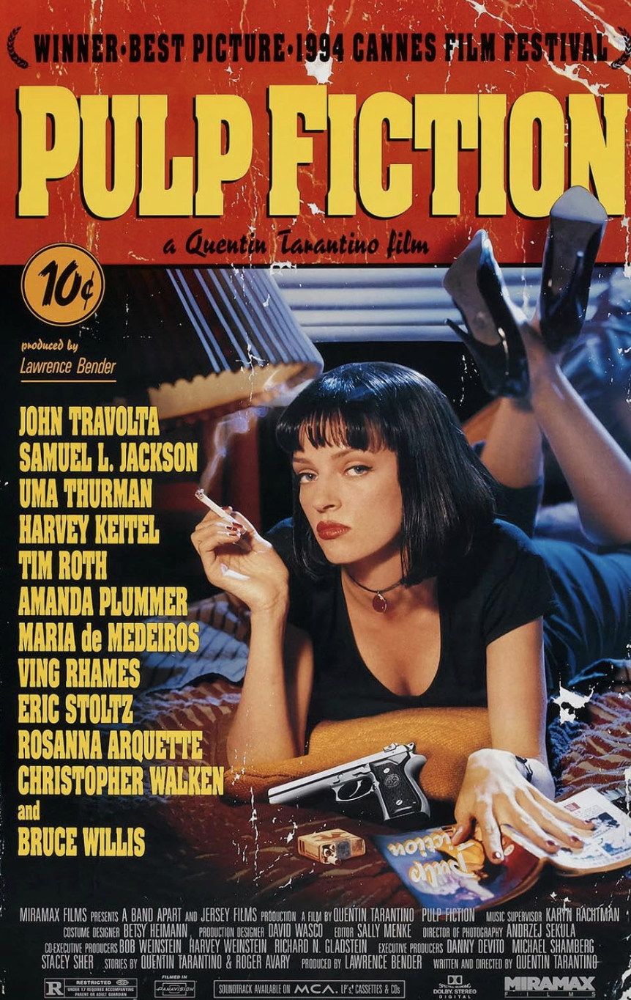 WINNER·BEST PICTURE·1994 CANNES FILM FESTIVAL
PULP FICTION
a Quentin Tarantino film
10¢
produced by
Lawrence Bender
JOHN TRAVOLTA
SAMUEL L. JACKSON
UMA THURMAN
HARVEY KEITEL
TIM ROTH
AMANDA PLUMMER
MARIA de MEDEIROS
VING RHAMES
ERIC STOLTZ
ROSANNA ARQUETTE
CHRISTOPHER WALKEN
and
BRUCE WILLIS
Pulp
Fiction
MIRAMAX FILMS PRESENTS A BAND APART AND JERSEY FILMS PRODUCTION A FILM BY QUENTIN TARANTINO PULP FICTION MUSIC SUPERVISOR KARYN RACHTMAN
COSTUME DESIGNER BETSY HEIMANN PRODUCTION DESIGNER DAVID WASCO EDITOR SALLY MENKE DIRECTOR OF PHOTOGRAPHY ANDRZEJ SEKULA
CO-EXECUTIVE PRODUCERS BOB WEINSTEIN HARVEY WEINSTEIN RICHARD N. GLADSTEIN EXECUTIVE PRODUCERS DANNY DEVITO MICHAEL SHAMBERG
STACEY SHER STORIES BY QUENTIN TARANTINO & ROGER AVARY PRODUCED BY LAWRENCE BENDER WRITTEN AND DIRECTED BY QUENTIN TARANTINO
R RESTRICTED
UNDER 17 REQUIRES ACCOMPANYING
PARENT OR ADULT GUARDIAN
FILMED IN
PANAVISION
SOUNDTRACK AVAILABLE ON MCA. LP's, CASSETTES & CDs
DOLBY STEREO
DIGITAL
MIRAMAX
FILMS